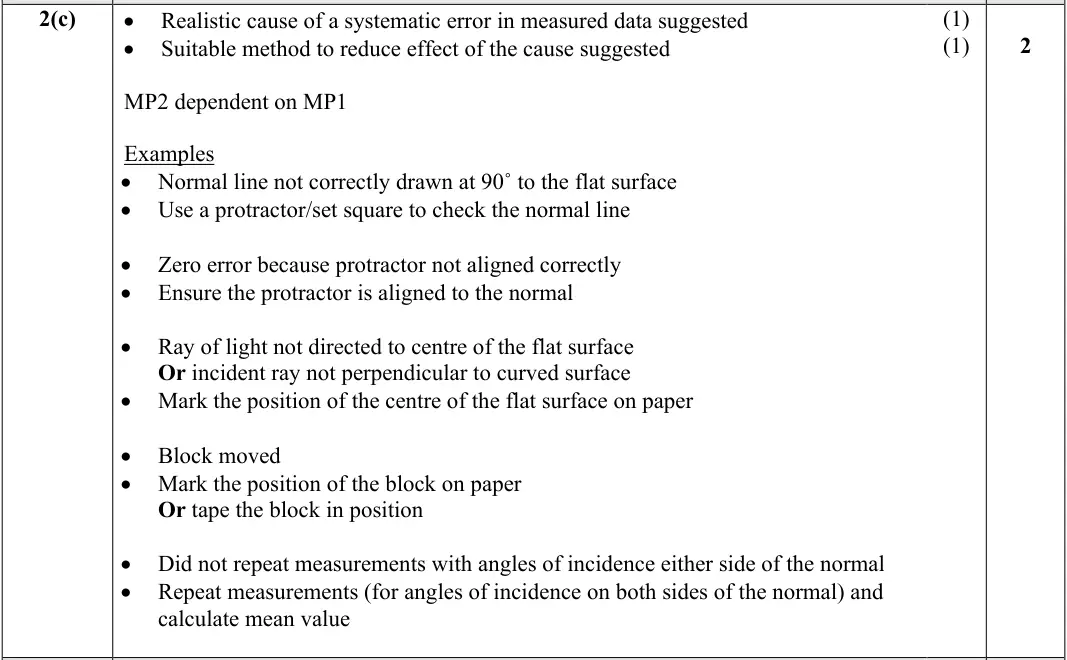 2(c)
• Realistic cause of a systematic error in measured data suggested (1)
• Suitable method to reduce effect of the cause suggested (1) 2
MP2 dependent on MP1
Examples
• Normal line not correctly drawn at 90˚ to the flat surface
• Use a protractor/set square to check the normal line
• Zero error because protractor not aligned correctly
• Ensure the protractor is aligned to the normal
• Ray of light not directed to centre of the flat surface
Or incident ray not perpendicular to curved surface
• Mark the position of the centre of the flat surface on paper
• Block moved
• Mark the position of the block on paper
Or tape the block in position
• Did not repeat measurements with angles of incidence either side of the normal
• Repeat measurements (for angles of incidence on both sides of the normal) and
calculate mean value